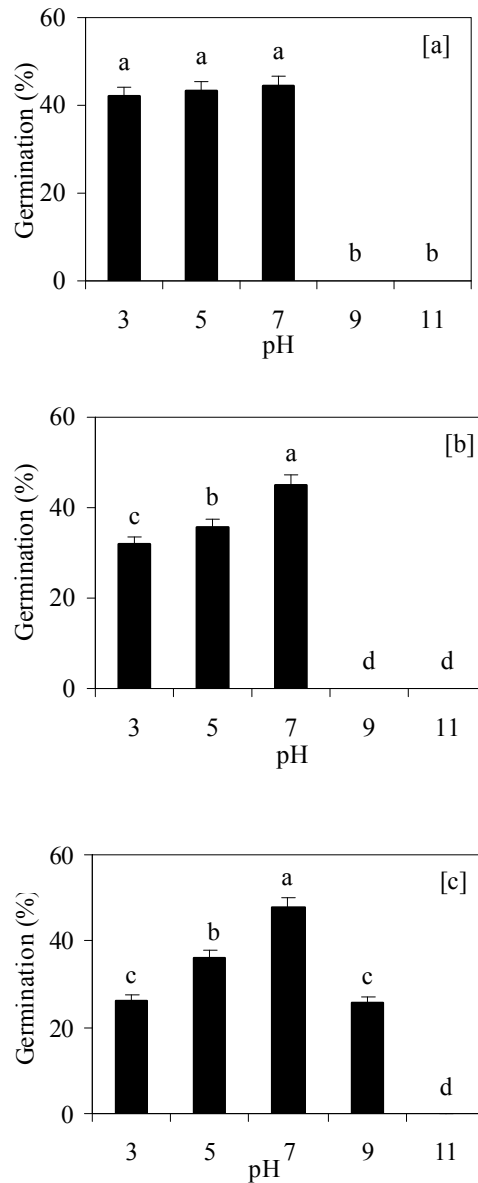 60
[a]
a a a
40
Germination (%)
20
b b
0
3 5 7 9 11
pH
60
[b]
a
40
b
c
Germination (%)
20
d d
0
3 5 7 9 11
pH
60
[c]
a
b
40
c c
Germination (%)
20
d
0
3 5 7 9 11
pH